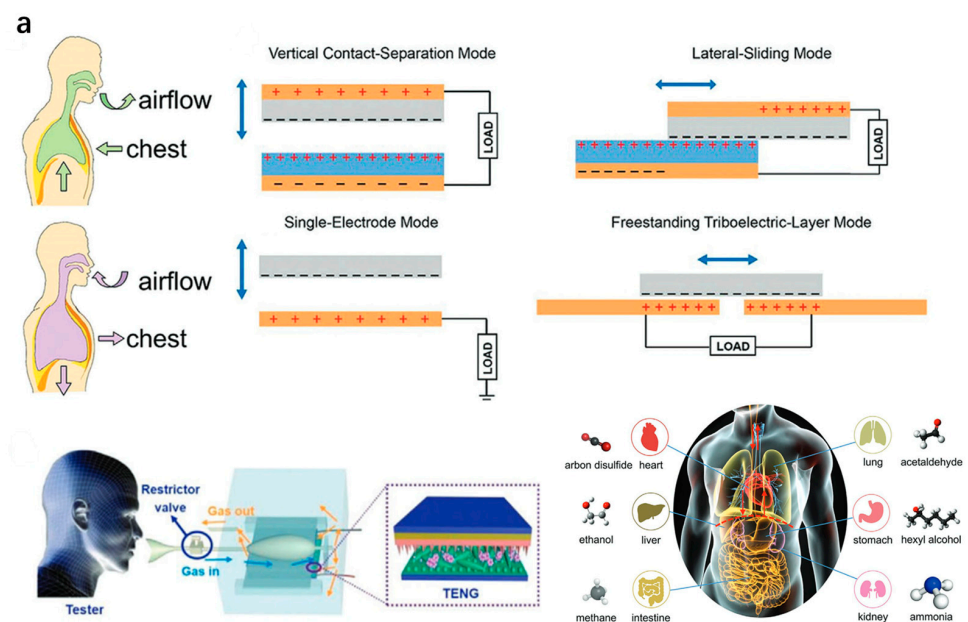 a
airflow
chest
Vertical Contact-Separation Mode
+ + + + + + + +
LOAD
Lateral-Sliding Mode
LOAD
airflow
chest
Single-Electrode Mode
LOAD
Freestanding Triboelectric-Layer Mode
LOAD
Tester
Restrictor
valve
Gas out
Gas in
TENG
arbon disulfide
heart
lung
acetaldehyde
ethanol
liver
stomach
hexyl alcohol
methane
intestine
kidney
ammonia